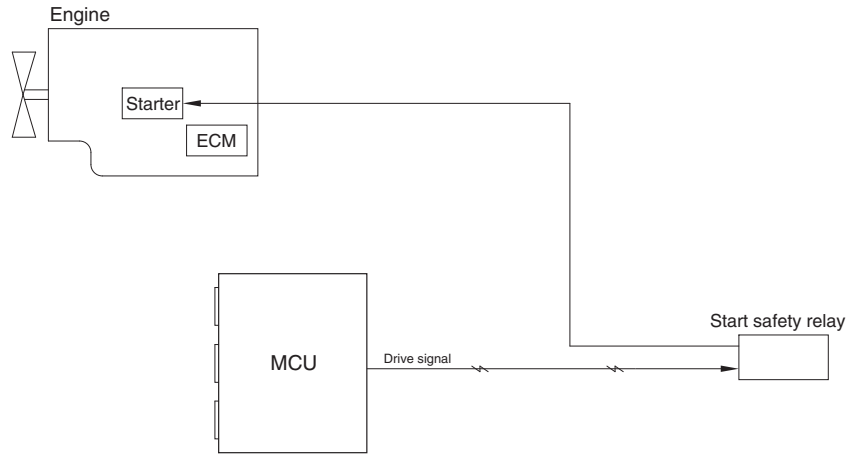 Engine
Starter
ECM
Start safety relay
MCU
Drive signal